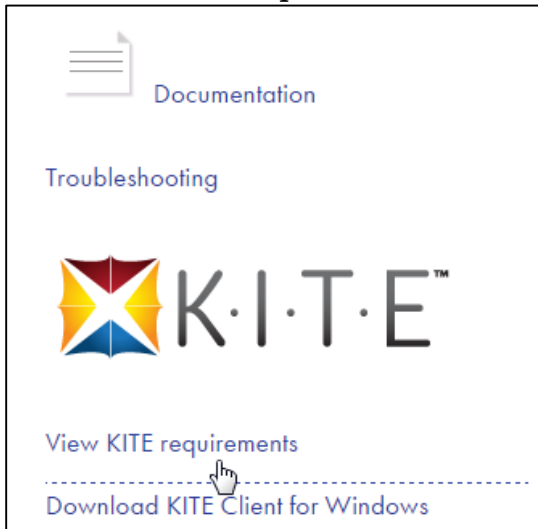 Documentation
Troubleshooting
K·I·T·E™
View KITE requirements
Download KITE Client for Windows